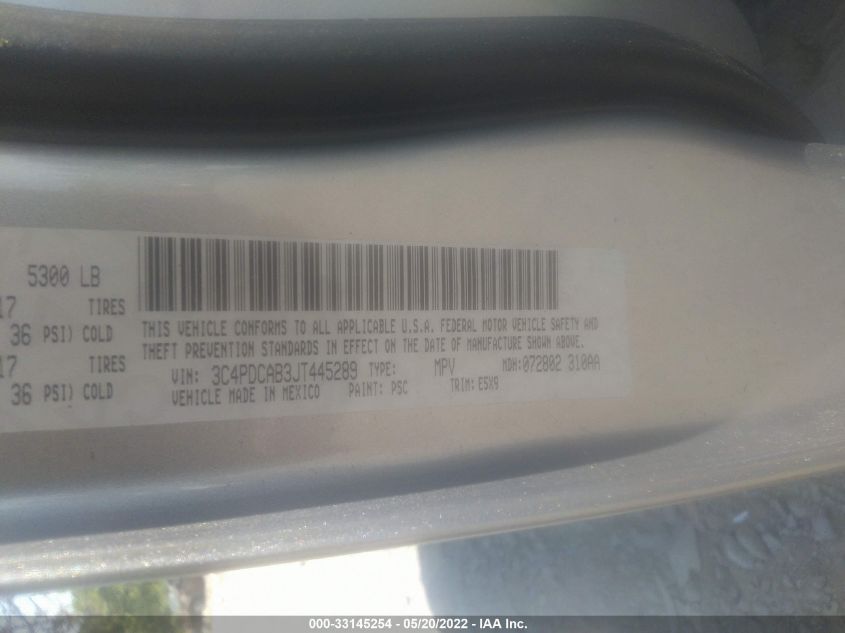 5300 LB
17 TIRES
36 PSI) COLD
17 TIRES
36 PSI) COLD
THIS VEHICLE CONFORMS TO ALL APPLICABLE U.S.A. FEDERAL MOTOR VEHICLE SAFETY AND
THEFT PREVENTION STANDARDS IN EFFECT ON THE DATE OF MANUFACTURE SHOWN ABOVE.
VIN: 3C4PDCAB3JT445289 TYPE: MPV MDH:072802 310AA
VEHICLE MADE IN MEXICO PAINT: PSC TRIM: E5X9
000-33145254 - 05/20/2022 - IAA Inc.